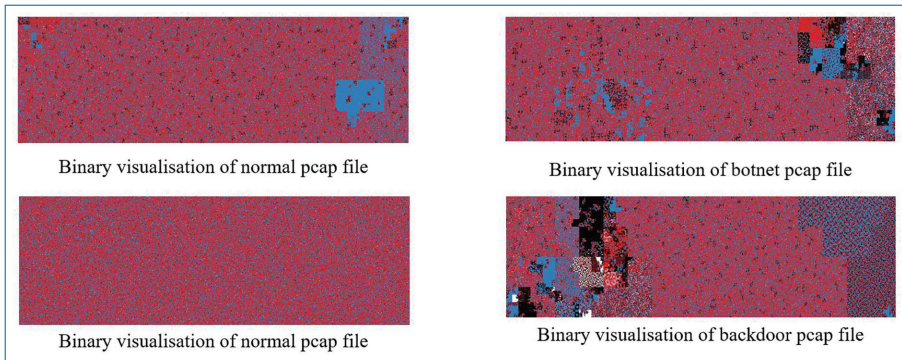 Binary visualisation of normal pcap file
Binary visualisation of botnet pcap file
Binary visualisation of normal pcap file
Binary visualisation of backdoor pcap file